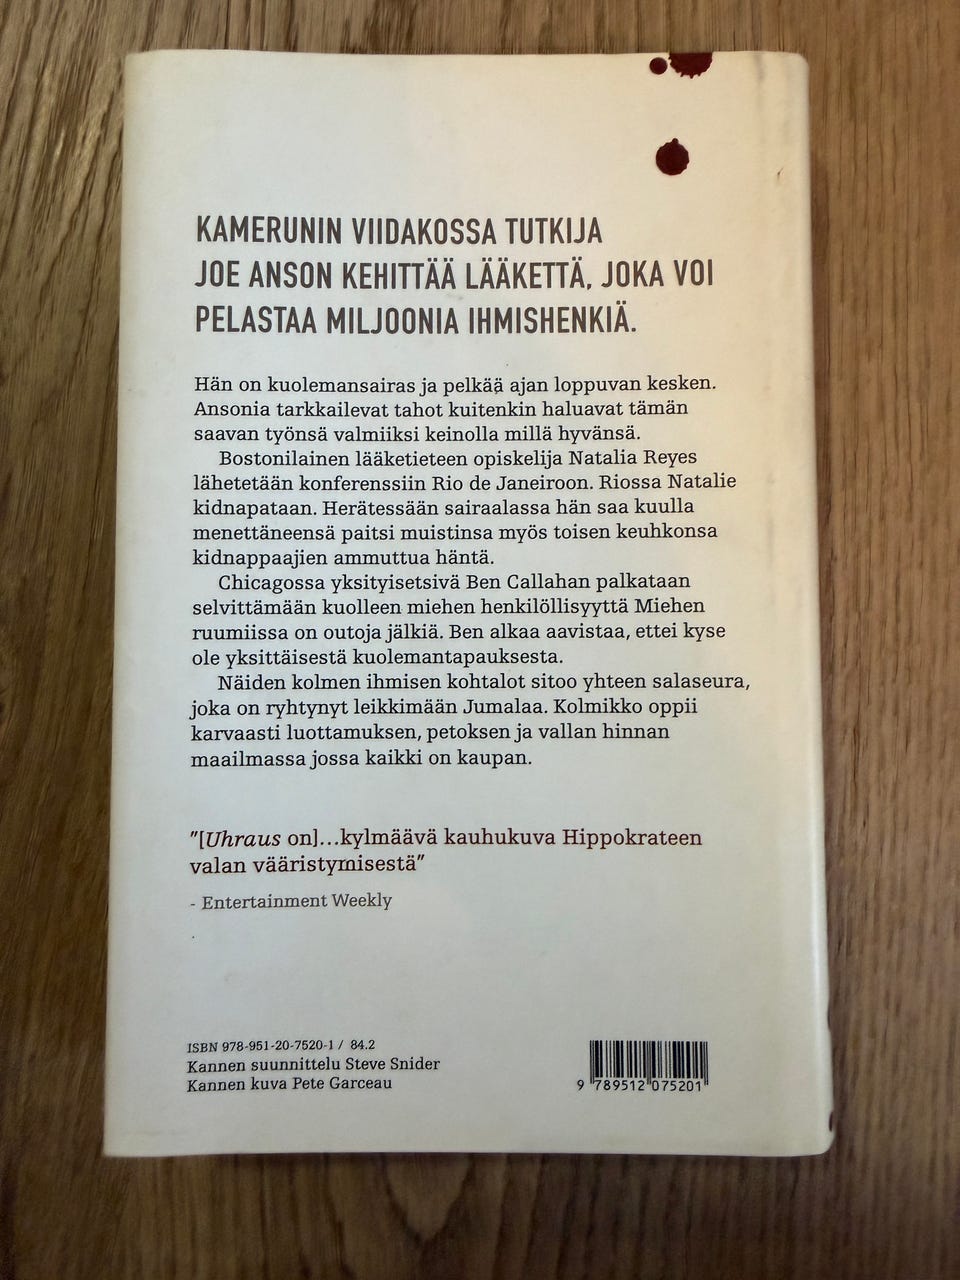 KAMERUNIN VIIDAKOSSA TUTKIJA
JOE ANSON KEHITTÄÄ LÄÄKETTÄ, JOKA VOI
PELASTAA MILJOONIA IHMISHENKIÄ.
Hän on kuolemansairas ja pelkää ajan loppuvan kesken.
Ansonia tarkkailevat tahot kuitenkin haluavat tämän
saavan työnsä valmiiksi keinolla millä hyvänsä.
Bostonilainen lääketieteen opiskelija Natalia Reyes
lähetetään konferenssiin Rio de Janeiroon. Riossa Natalie
kidnapataan. Herätessään sairaalassa hän saa kuulla
menettäneensä paitsi muistinsa myös toisen keuhkonsa
kidnappaajien ammuttua häntä.
Chicagossa yksityisetsivä Ben Callahan palkataan
selvittämään kuolleen miehen henkilöllisyyttä Miehen
ruumiissa on outoja jälkiä. Ben alkaa aavistaa, ettei kyse
ole yksittäisestä kuolemantapauksesta.
Näiden kolmen ihmisen kohtalot sitoo yhteen salaseura,
joka on ryhtynyt leikkimään Jumalaa. Kolmikko oppii
karvaasti luottamuksen, petoksen ja vallan hinnan
maailmassa jossa kaikki on kaupan.
"[Uhraus on]...kylmäävä kauhukuva Hippokrateen
valan vääristymisestä"
- Entertainment Weekly
ISBN 978-951-20-7520-1 / 84.2
Kannen suunnittelu Steve Snider
Kannen kuva Pete Garceau
9 789512 075201